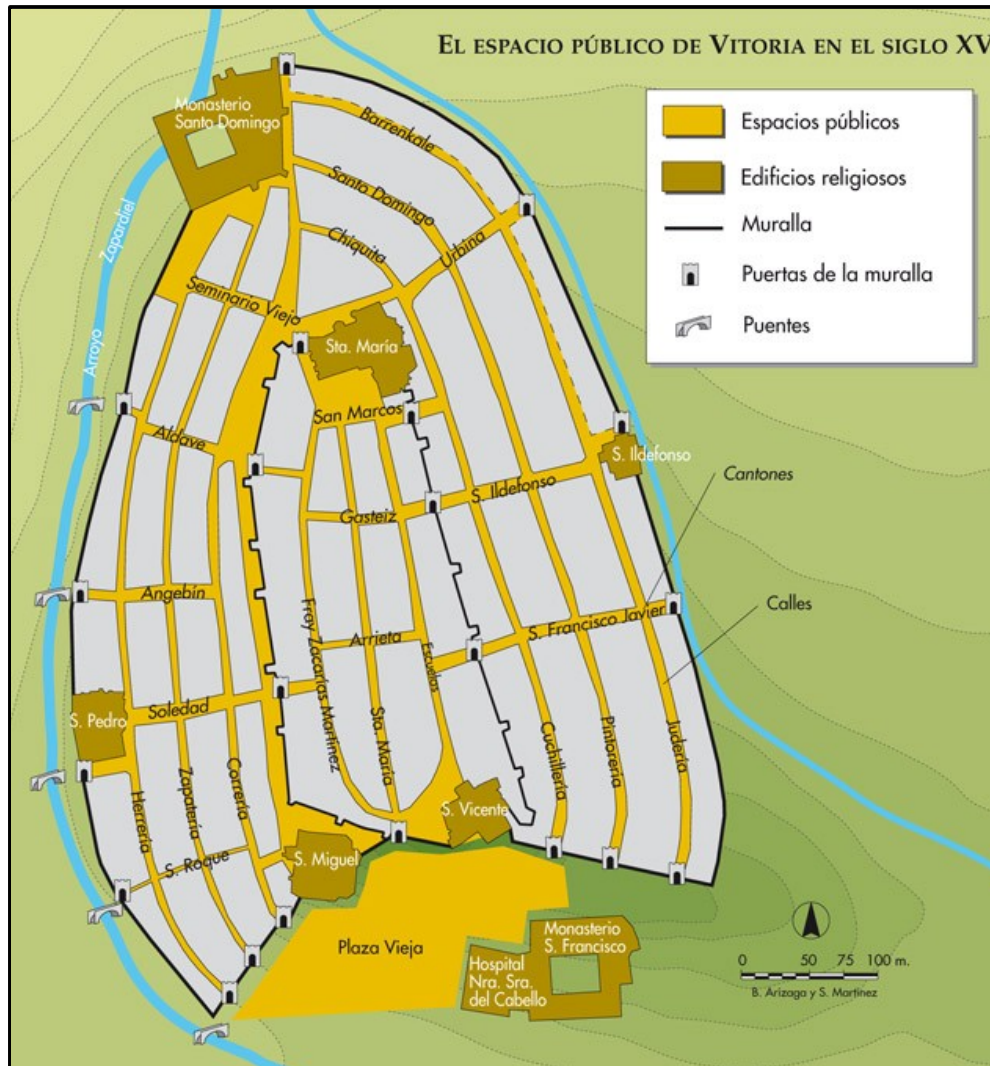 EL ESPACIO PÚBLICO DE VITORIA EN EL SIGLO XV
Espacios públicos
Edificios religiosos
Muralla
Puertas de la muralla
Puentes
Monasterio
Santo Domingo
Barrenkale
Santo Domingo
Chiquita
Urbina
Arroyo
Zapardiel
Seminario Viejo
Sta. María
San Marcos
Aldave
S. Ildefonso
S. Ildefonso
Cantones
Gasteiz
Angebín
Calles
S. Francisco Javier
Arrieta
Fray Zacarías Martínez
Sta. María
Escuelas
S. Pedro
Soledad
Herrería
Zapatería
Correría
Cuchillería
Pintorería
Judería
S. Vicente
S. Miguel
S. Roque
Plaza Vieja
Monasterio
S. Francisco
Hospital
Nra. Sra.
del Cabello
0 50 75 100 m.
B. Arizaga y S. Martínez